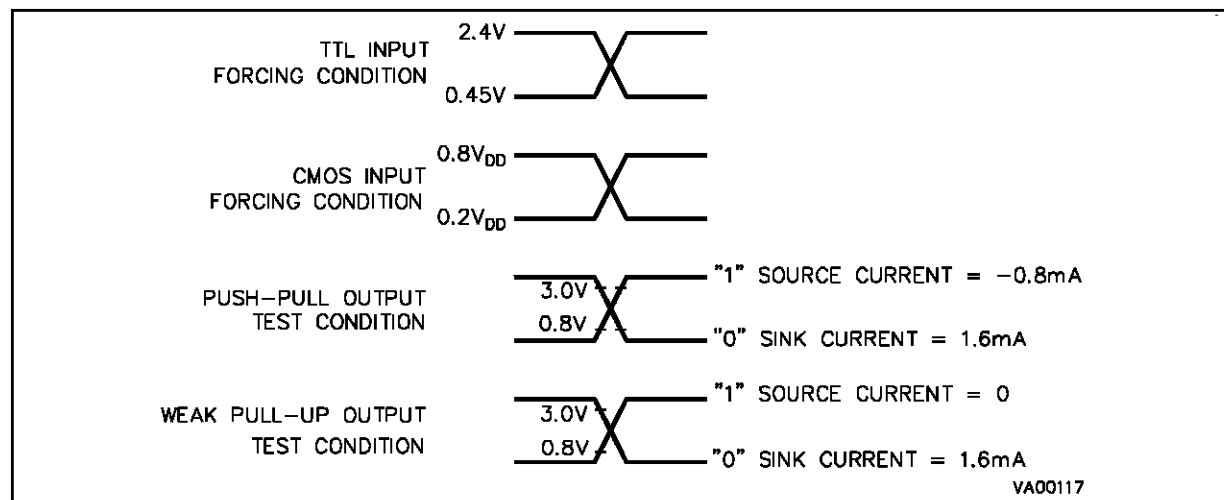 TTL INPUT
FORCING CONDITION
2.4V
0.45V
CMOS INPUT
FORCING CONDITION
0.8V_DD
0.2V_DD
PUSH-PULL OUTPUT
TEST CONDITION
3.0V
0.8V
"1" SOURCE CURRENT = -0.8mA
"0" SINK CURRENT = 1.6mA
WEAK PULL-UP OUTPUT
TEST CONDITION
3.0V
0.8V
"1" SOURCE CURRENT = 0
"0" SINK CURRENT = 1.6mA
VA00117